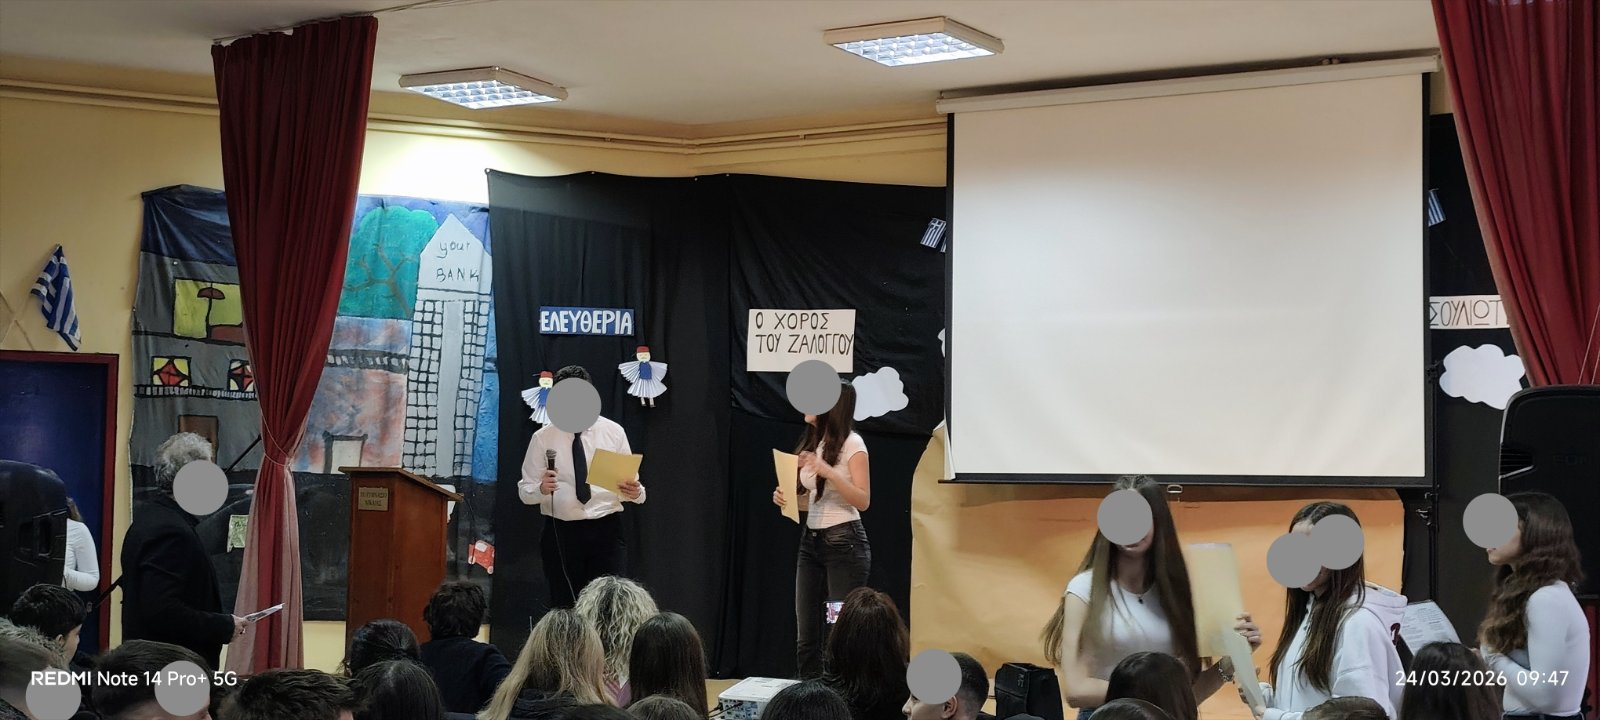 your
BANK
ΕΛΕΥΘΕΡΙΑ
Ο ΧΟΡΟΣ
ΤΟΥ ΖΑΛΟΓΓΟΥ
ΣΟΥΛΙΩΤ
REDMI Note 14 Pro+ 5G
24/03/2026 09:47